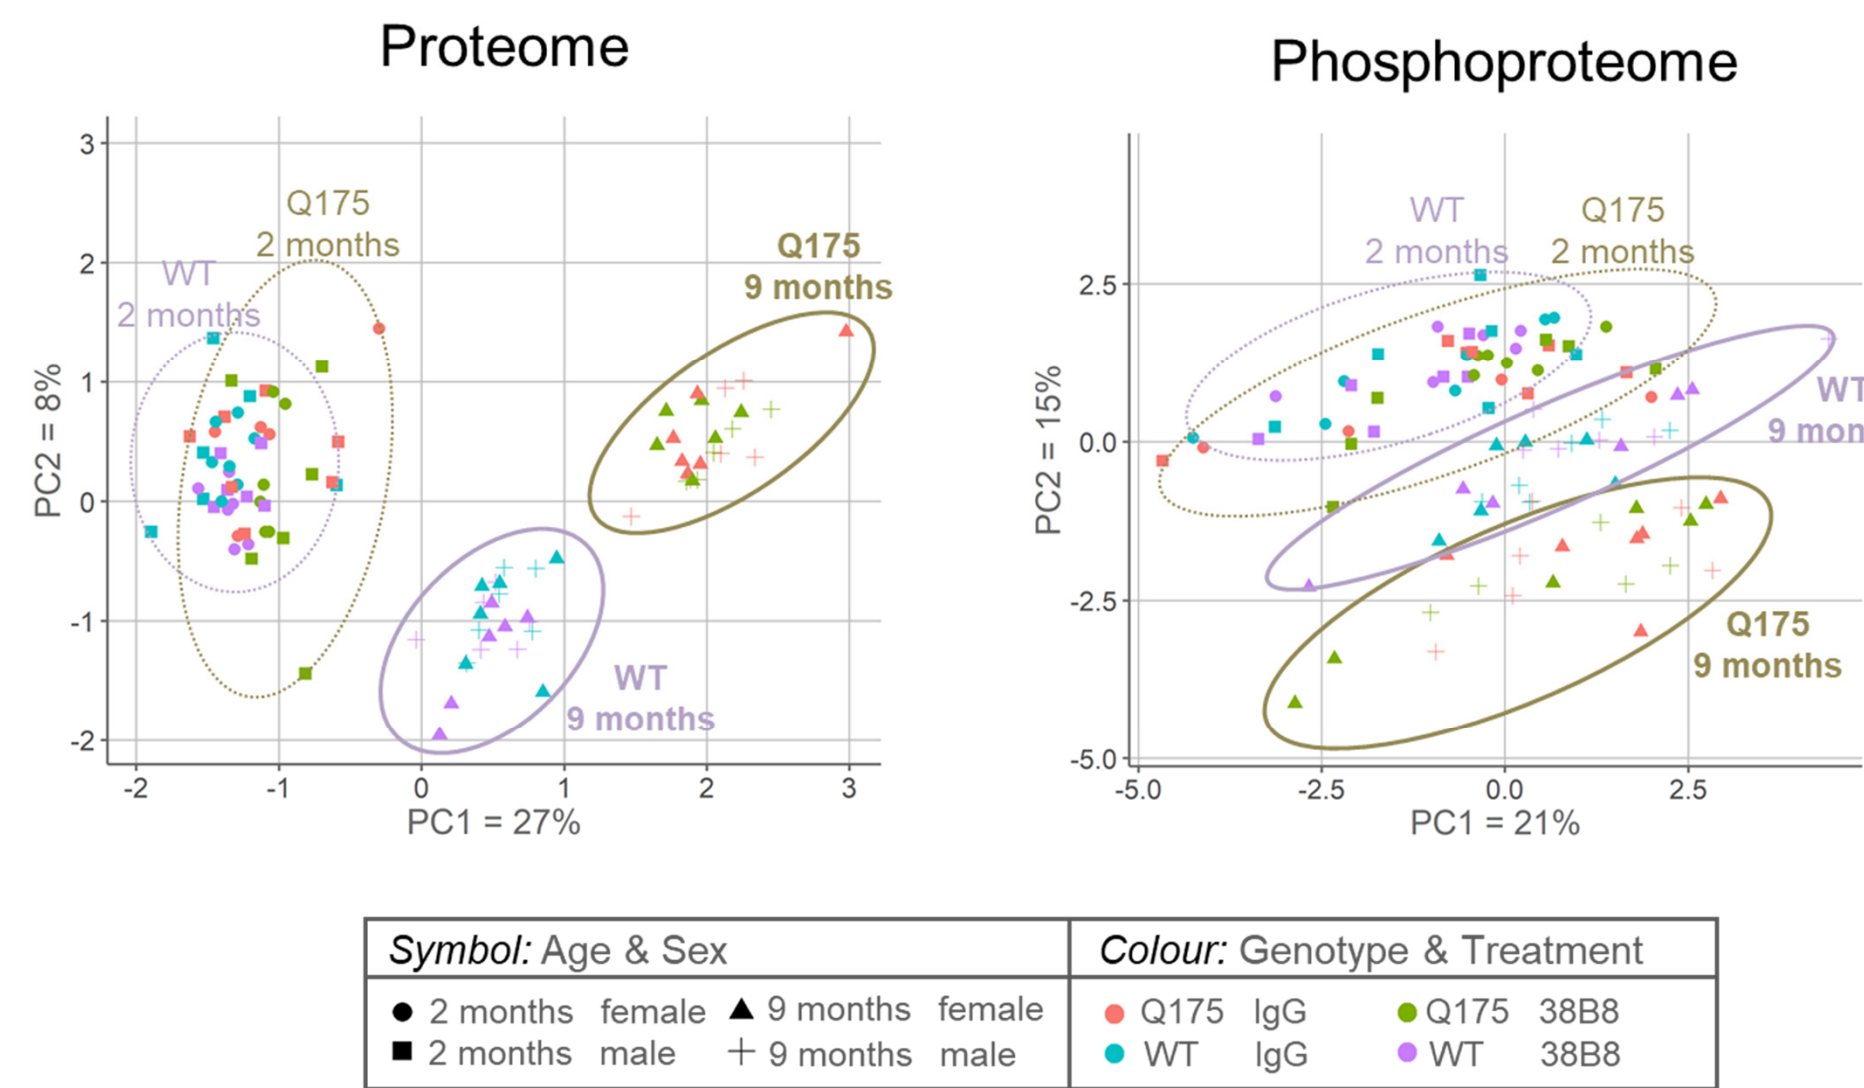 Proteome
3
2
1
0
-1
-2
-2
-1
0
1
2
3
PC2 = 8%
PC1 = 27%
Q175
2 months
WT
2 months
Q175
9 months
WT
9 months
Phosphoproteome
2.5
0.0
-2.5
-5.0
-5.0
-2.5
0.0
2.5
PC2 = 15%
PC1 = 21%
WT
2 months
Q175
2 months
WT
9 mon
Q175
9 months
Symbol: Age & Sex
2 months female
9 months female
2 months male
9 months male
Colour: Genotype & Treatment
Q175 IgG
Q175 38B8
WT IgG
WT 38B8